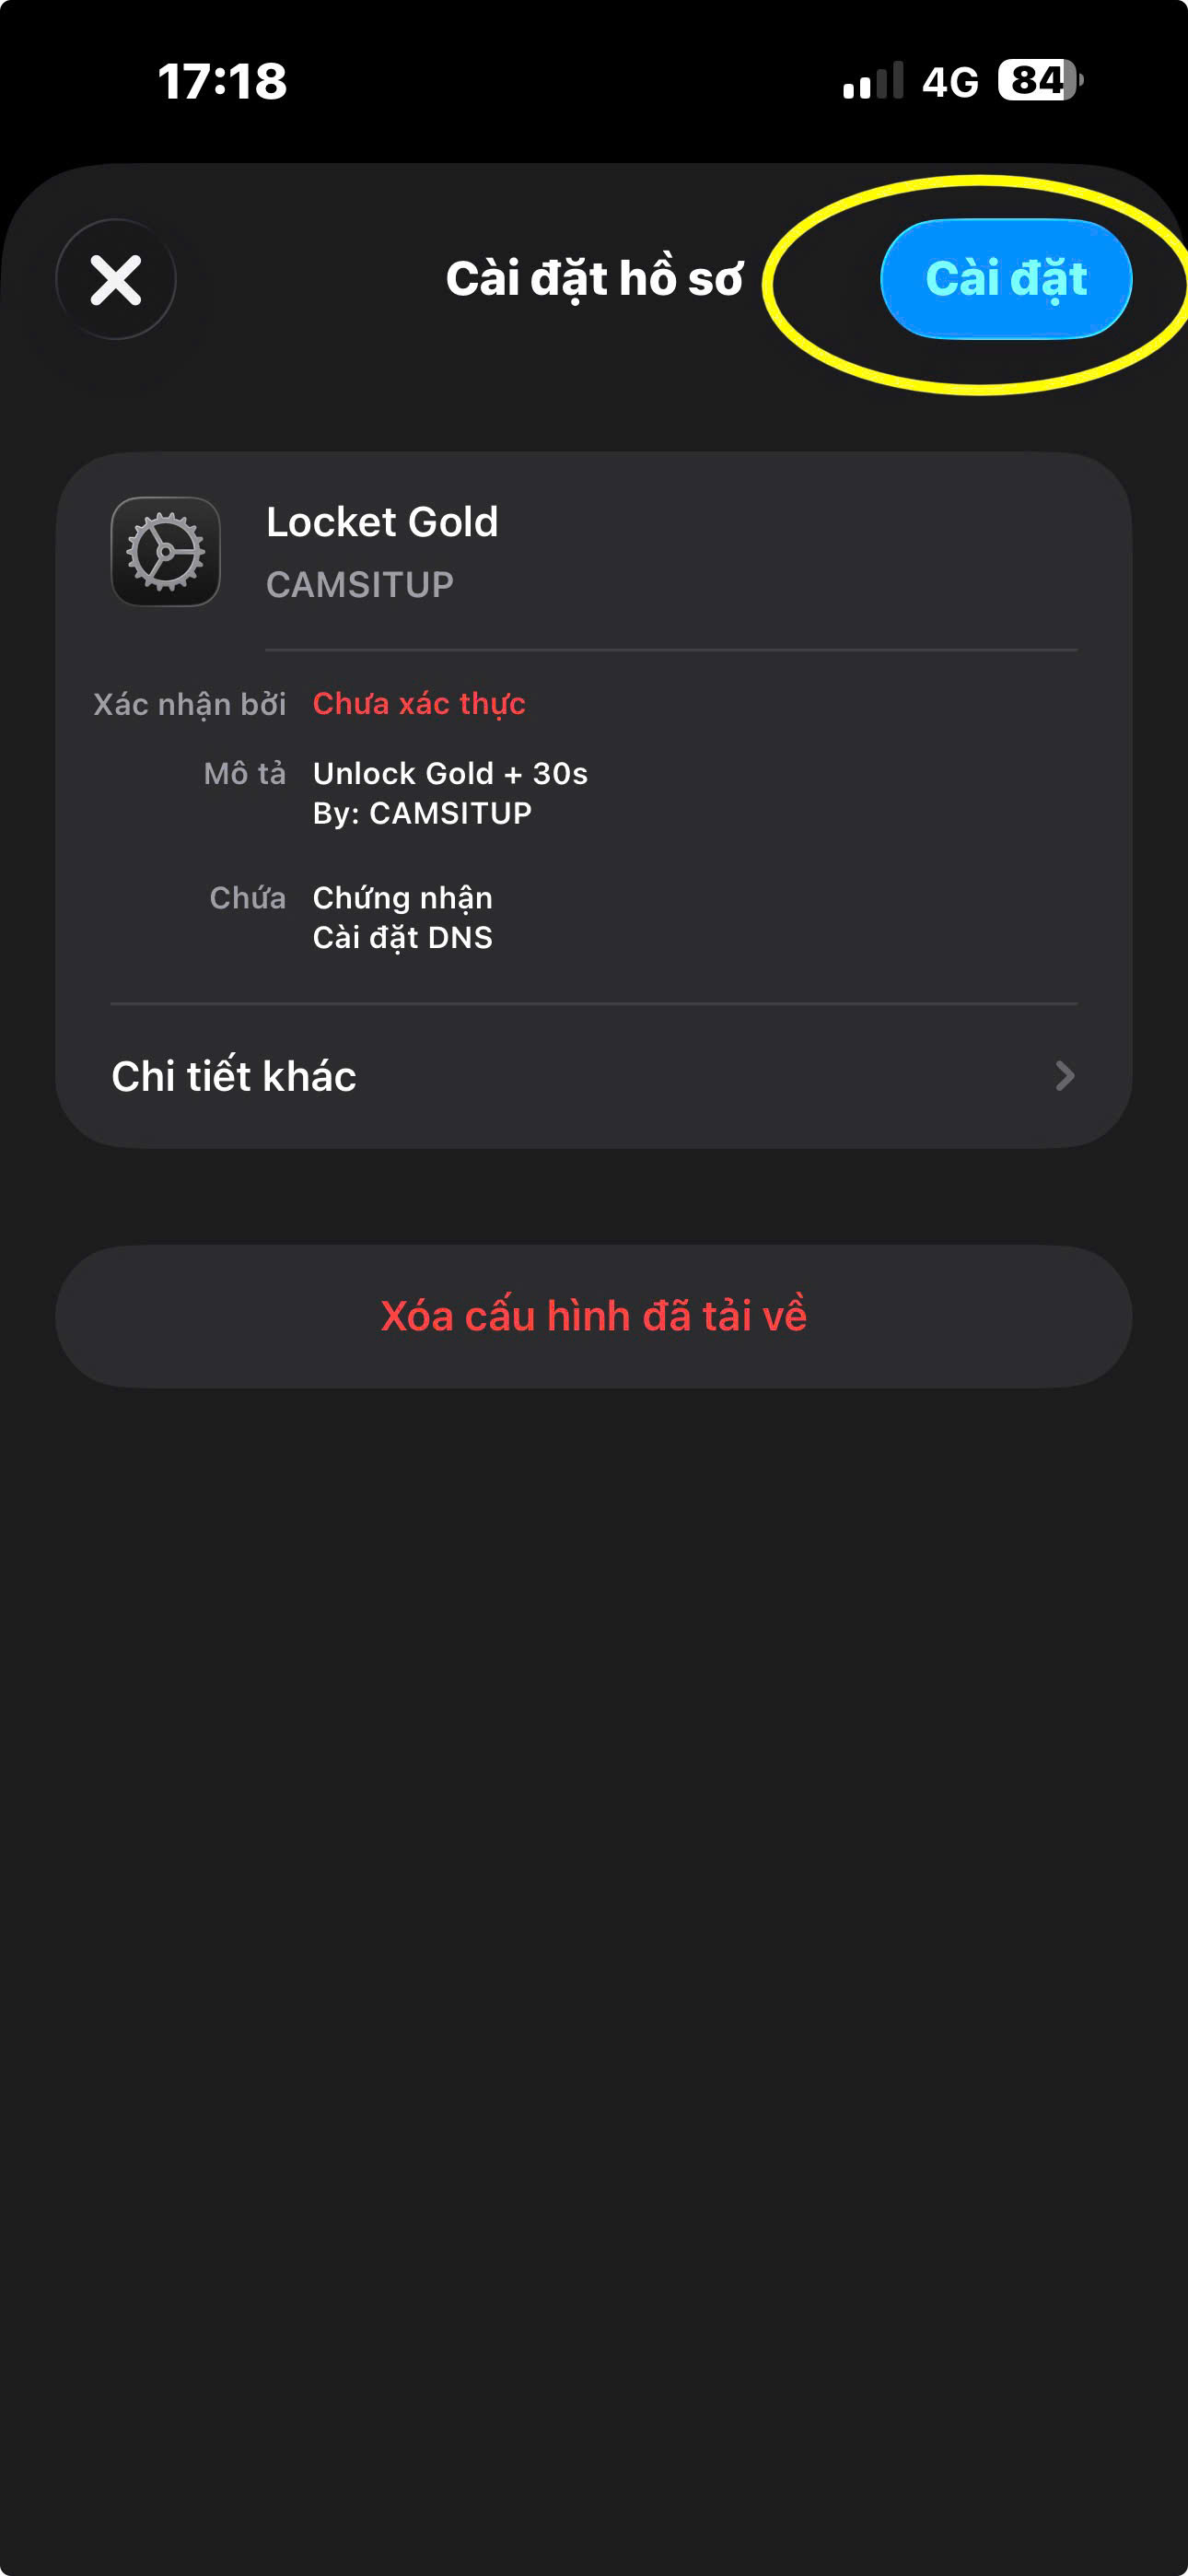 17:18
4G 84
Cài đặt hồ sơ
Cài đặt
Locket Gold
CAMSITUP
Xác nhận bởi Chưa xác thực
Mô tả Unlock Gold + 30s
By: CAMSITUP
Chứa Chứng nhận
Cài đặt DNS
Chi tiết khác
Xóa cấu hình đã tải về